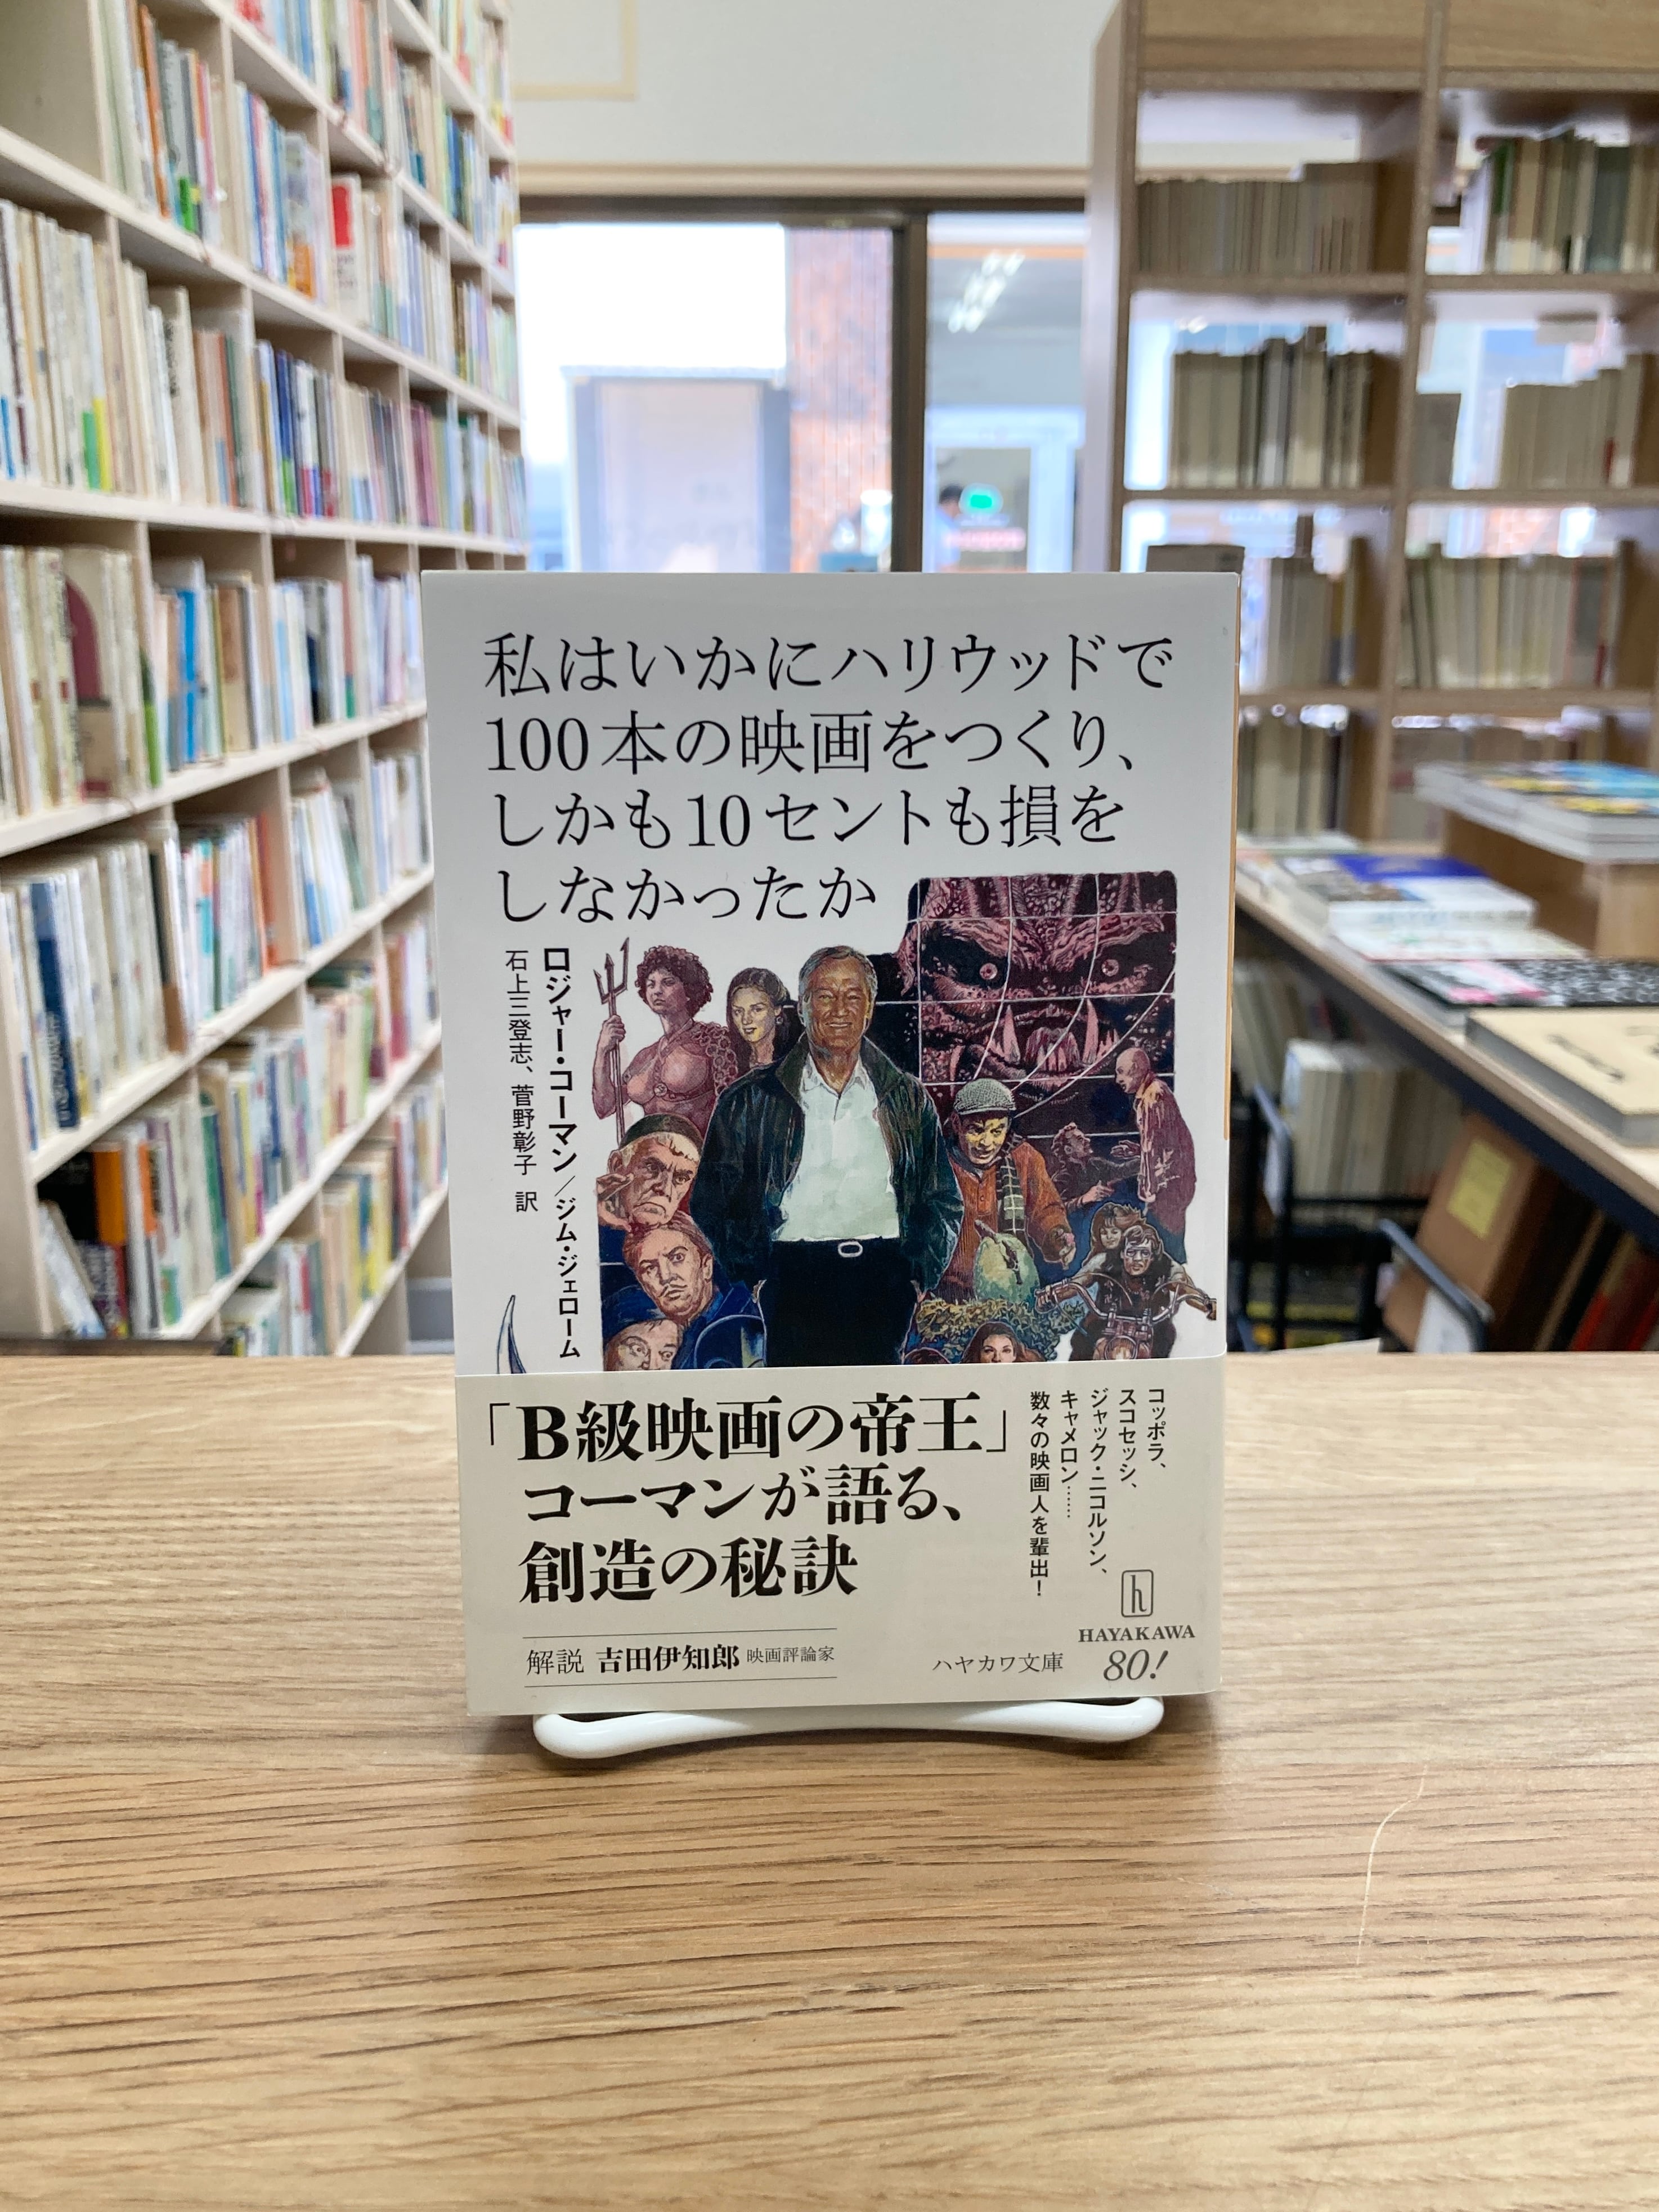 私はいかにハリウッドで
100本の映画をつくり、
しかも10セントも損を
しなかったか
ロジャー・コーマン／ジム・ジェローム
石上三登志、菅野彰子 訳
「B級映画の帝王」
コーマンが語る、
創造の秘訣
コッポラ、
スコセッシ、
ジャック・ニコルソン、
キャメロン……
数々の映画人を輩出！
解説 吉田伊知郎 映画評論家
ハヤカワ文庫
h
HAYAKAWA
80!